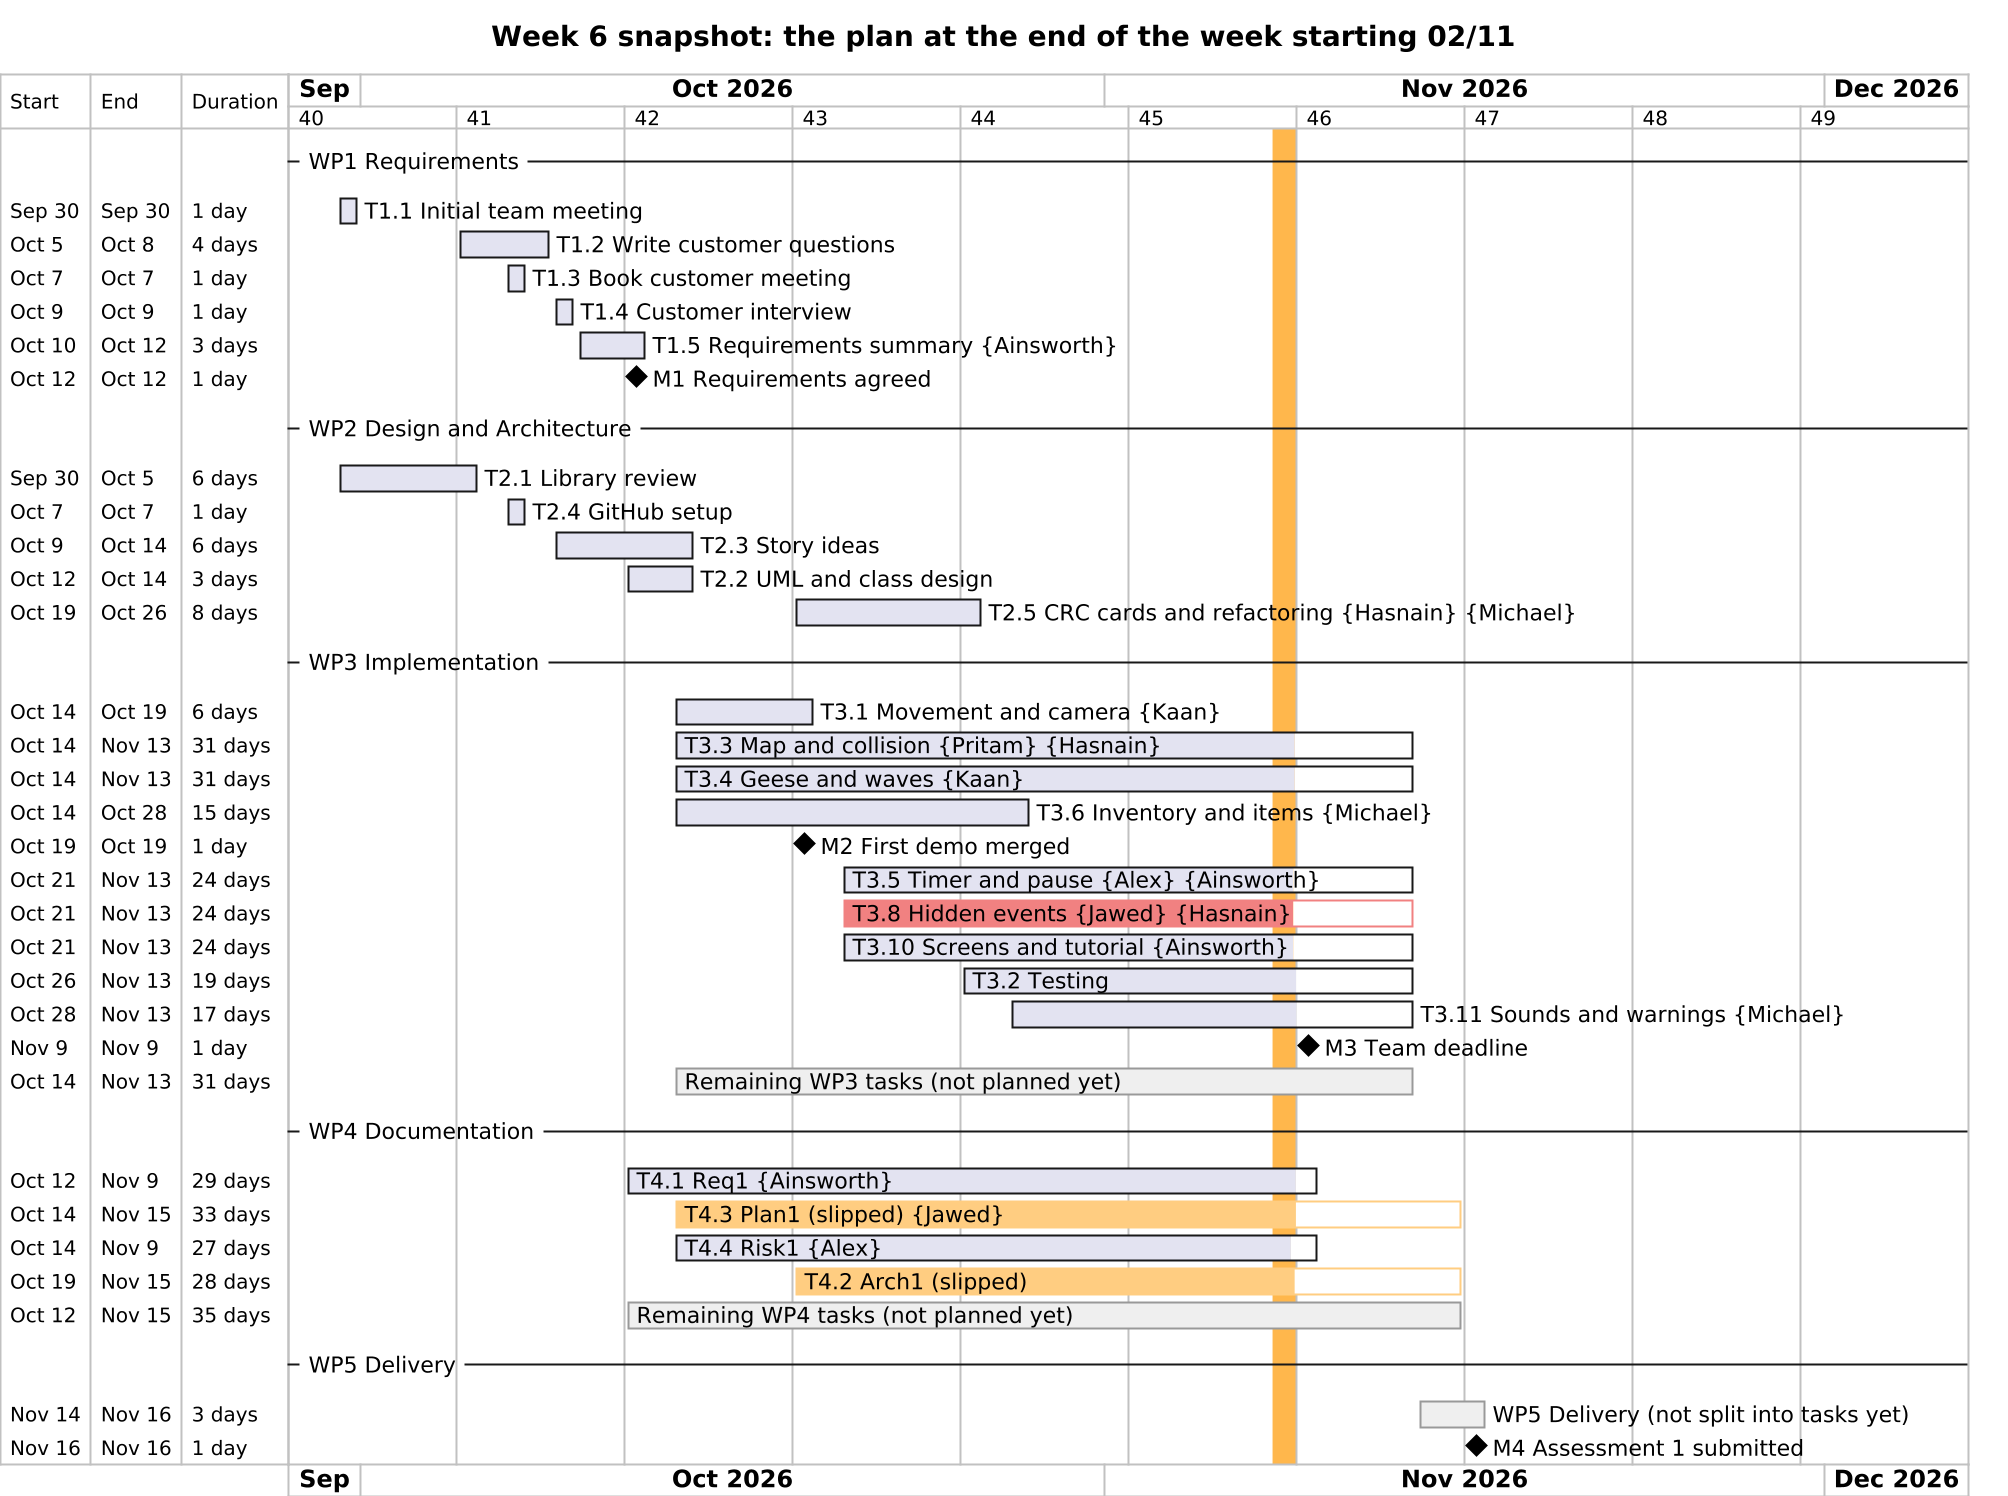 Week 6 snapshot: the plan at the end of the week starting 02/11
Start End Duration Sep Oct 2026 Nov 2026 Dec 2026
40 41 42 43 44 45 46 47 48 49
WP1 Requirements
Sep 30 Sep 30 1 day T1.1 Initial team meeting
Oct 5 Oct 8 4 days T1.2 Write customer questions
Oct 7 Oct 7 1 day T1.3 Book customer meeting
Oct 9 Oct 9 1 day T1.4 Customer interview
Oct 10 Oct 12 3 days T1.5 Requirements summary {Ainsworth}
Oct 12 Oct 12 1 day M1 Requirements agreed
WP2 Design and Architecture
Sep 30 Oct 5 6 days T2.1 Library review
Oct 7 Oct 7 1 day T2.4 GitHub setup
Oct 9 Oct 14 6 days T2.3 Story ideas
Oct 12 Oct 14 3 days T2.2 UML and class design
Oct 19 Oct 26 8 days T2.5 CRC cards and refactoring {Hasnain} {Michael}
WP3 Implementation
Oct 14 Oct 19 6 days T3.1 Movement and camera {Kaan}
Oct 14 Nov 13 31 days T3.3 Map and collision {Pritam} {Hasnain}
Oct 14 Nov 13 31 days T3.4 Geese and waves {Kaan}
Oct 14 Oct 28 15 days T3.6 Inventory and items {Michael}
Oct 19 Oct 19 1 day M2 First demo merged
Oct 21 Nov 13 24 days T3.5 Timer and pause {Alex} {Ainsworth}
Oct 21 Nov 13 24 days T3.8 Hidden events {Jawed} {Hasnain}
Oct 21 Nov 13 24 days T3.10 Screens and tutorial {Ainsworth}
Oct 26 Nov 13 19 days T3.2 Testing
Oct 28 Nov 13 17 days T3.11 Sounds and warnings {Michael}
Nov 9 Nov 9 1 day M3 Team deadline
Oct 14 Nov 13 31 days Remaining WP3 tasks (not planned yet)
WP4 Documentation
Oct 12 Nov 9 29 days T4.1 Req1 {Ainsworth}
Oct 14 Nov 15 33 days T4.3 Plan1 (slipped) {Jawed}
Oct 14 Nov 9 27 days T4.4 Risk1 {Alex}
Oct 19 Nov 15 28 days T4.2 Arch1 (slipped)
Oct 12 Nov 15 35 days Remaining WP4 tasks (not planned yet)
WP5 Delivery
Nov 14 Nov 16 3 days WP5 Delivery (not split into tasks yet)
Nov 16 Nov 16 1 day M4 Assessment 1 submitted
Sep Oct 2026 Nov 2026 Dec 2026